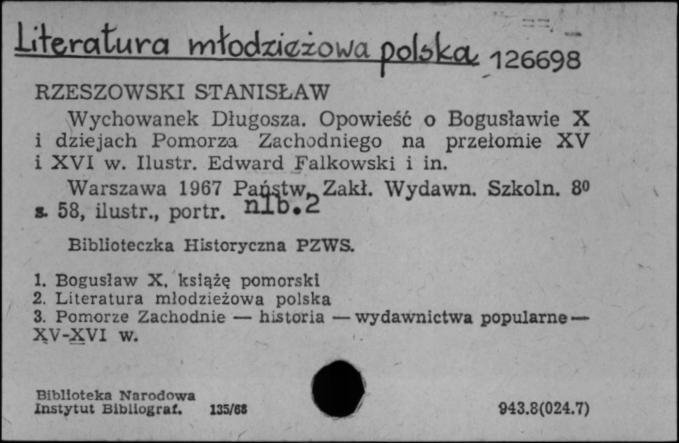 Literatura młodzieżowa polska 126698
RZESZOWSKI STANISŁAW
Wychowanek Długosza. Opowieść o Bogusławie X
i dziejach Pomorza Zachodniego na przełomie XV
i XVI w. Ilustr. Edward Falkowski i in.
Warszawa 1967 Państw. Zakł. Wydawn. Szkoln. 8⁰
s. 58, ilustr., portr. nlb.2
Biblioteczka Historyczna PZWS.
1. Bogusław X, książę pomorski
2. Literatura młodzieżowa polska
3. Pomorze Zachodnie — historia — wydawnictwa popularne —
XV-XVI w.
Biblioteka Narodowa
Instytut Bibliograf. 135/68 943.8(024.7)